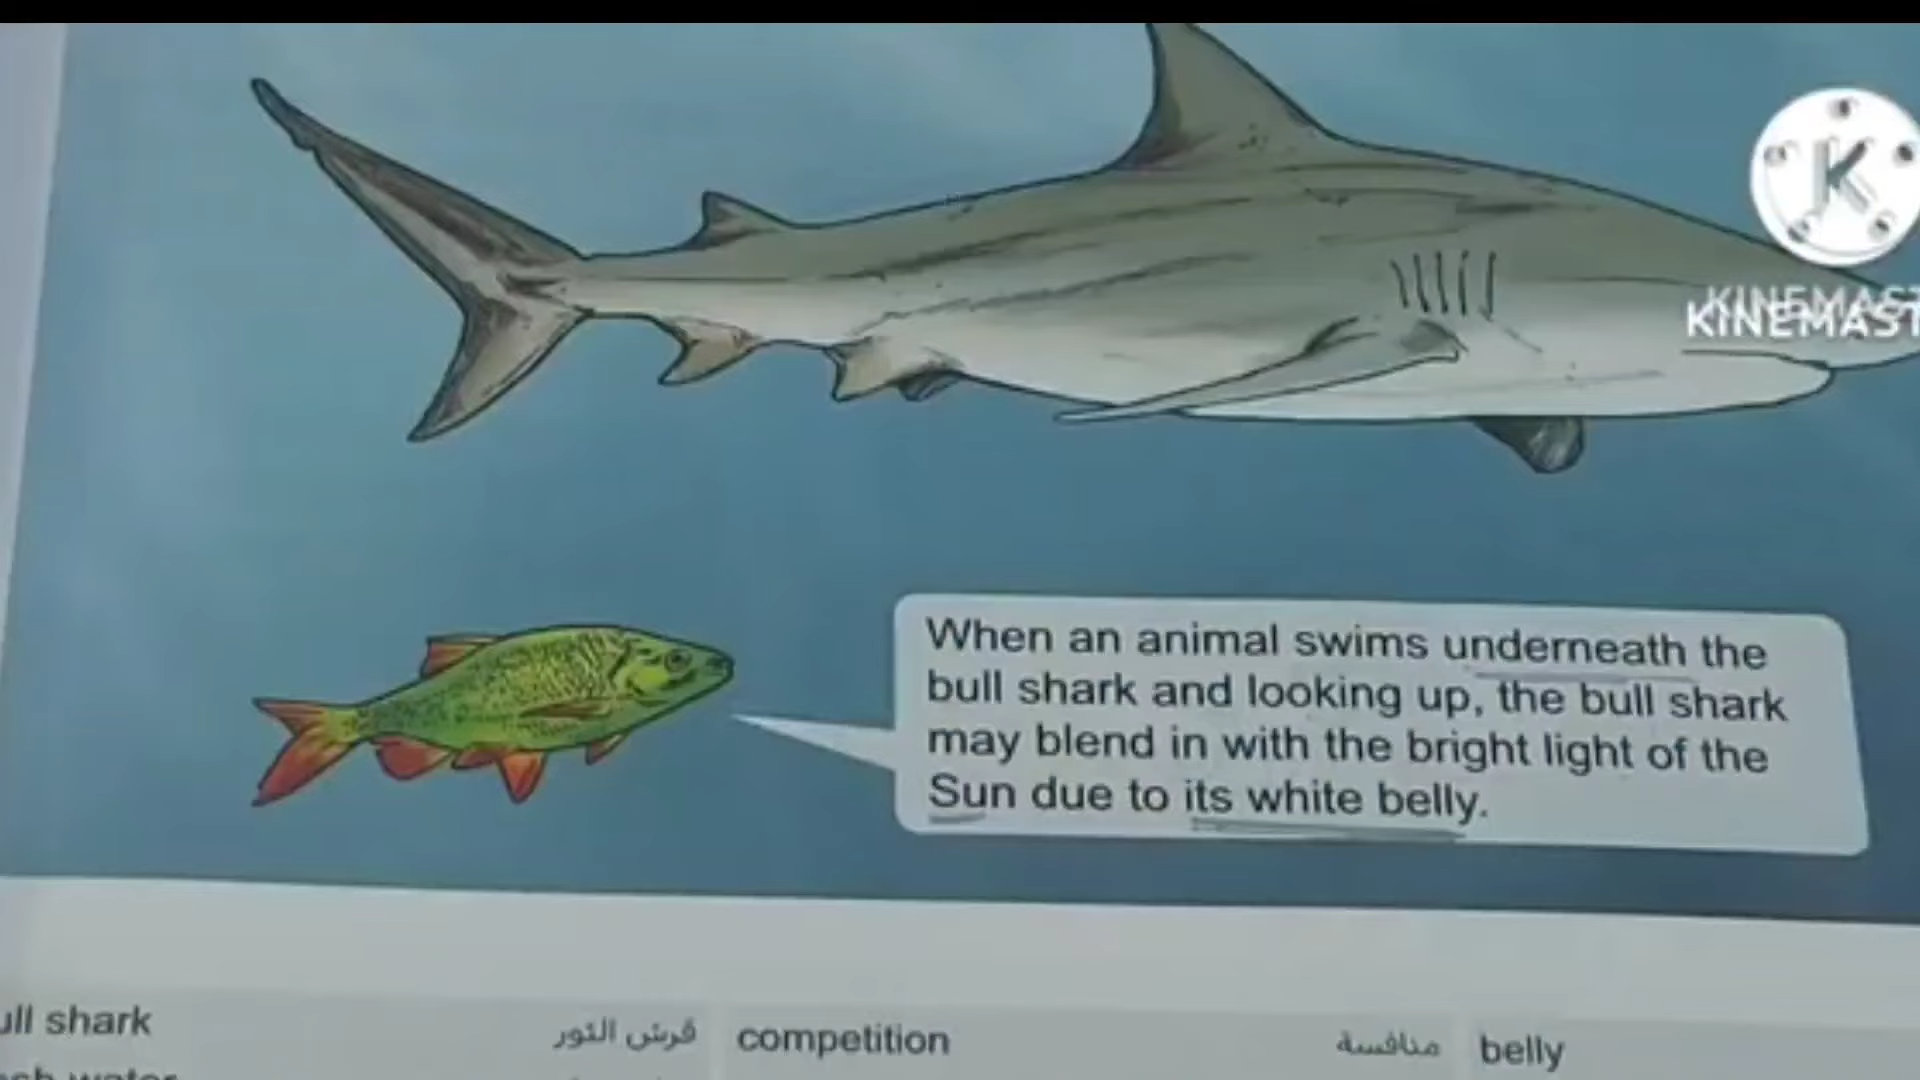 KINEMAST
When an animal swims underneath the
bull shark and looking up, the bull shark
may blend in with the bright light of the
Sun due to its white belly.
ull shark
قرش الثور
competition
منافسة
belly